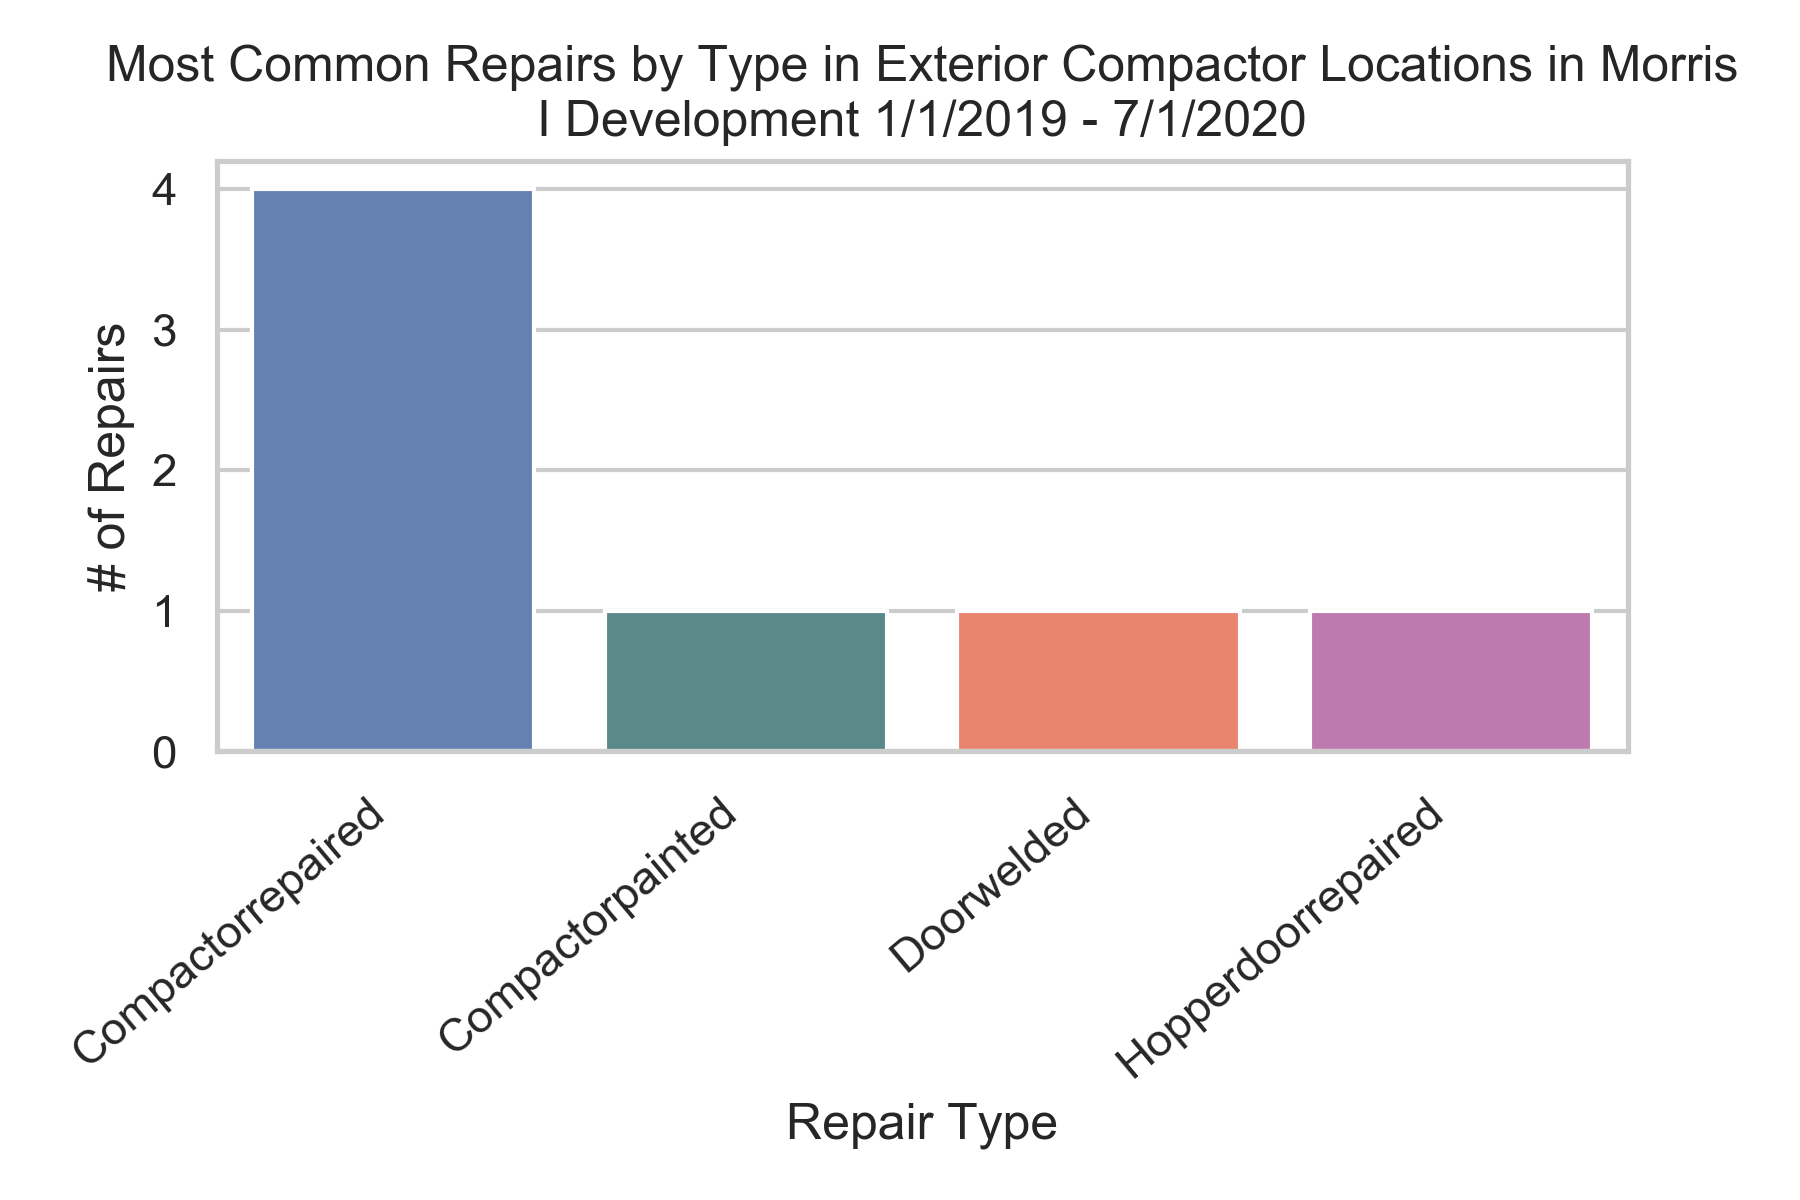 Most Common Repairs by Type in Exterior Compactor Locations in Morris
I Development 1/1/2019 - 7/1/2020
# of Repairs
4
3
2
1
0
Compactorrepaired
Compactorpainted
Doorwelded
Hopperdoorrepaired
Repair Type